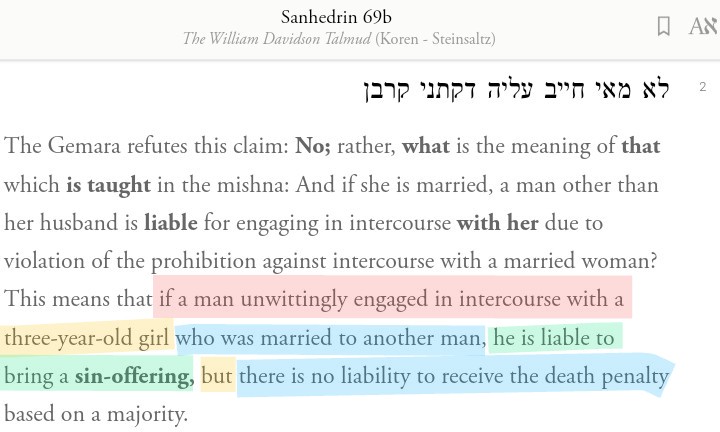 Sanhedrin 69b
The William Davidson Talmud (Koren - Steinsaltz)
Aא
לא מאי חייב עליה דקתני קרבן
2
The Gemara refutes this claim: No; rather, what is the meaning of that
which is taught in the mishna: And if she is married, a man other than
her husband is liable for engaging in intercourse with her due to
violation of the prohibition against intercourse with a married woman?
This means that if a man unwittingly engaged in intercourse with a
three-year-old girl who was married to another man, he is liable to
bring a sin-offering, but there is no liability to receive the death penalty
based on a majority.